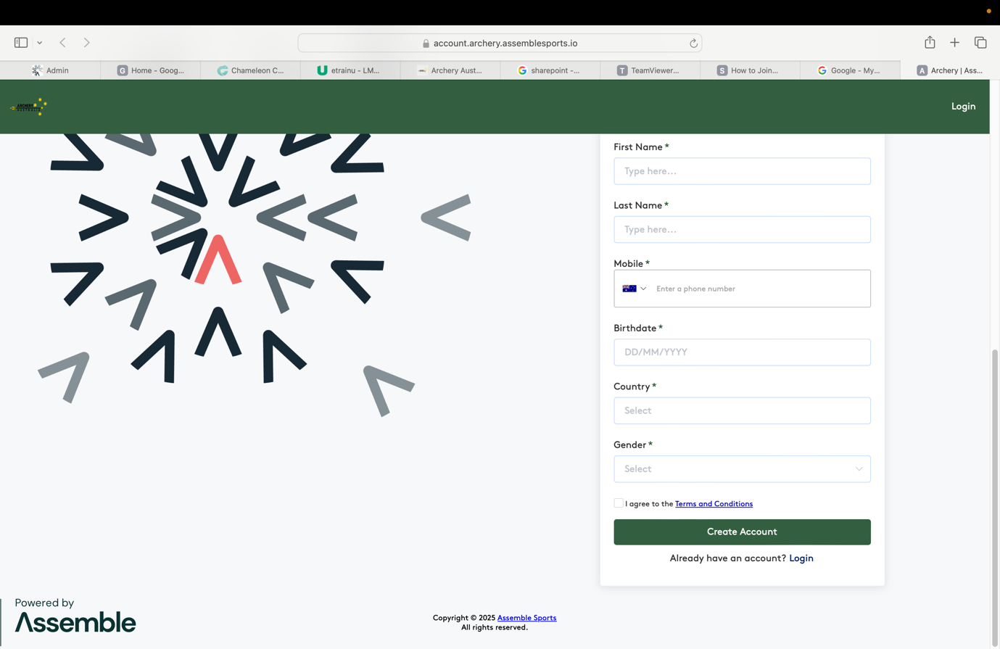 account.archery.assemblesports.io
Admin
G Home - Goog...
Chameleon C...
etrainu - LM...
Archery Aust...
G sharepoint -...
T TeamViewer...
S How to Join...
G Google - My...
A Archery | Ass...
ARCHERY
AUSTRALIA
Login
First Name *
Type here...
Last Name *
Type here...
Mobile *
Enter a phone number
Birthdate *
DD/MM/YYYY
Country *
Select
Gender *
Select
I agree to the Terms and Conditions
Create Account
Already have an account? Login
Powered by
Assemble
Copyright © 2025 Assemble Sports
All rights reserved.